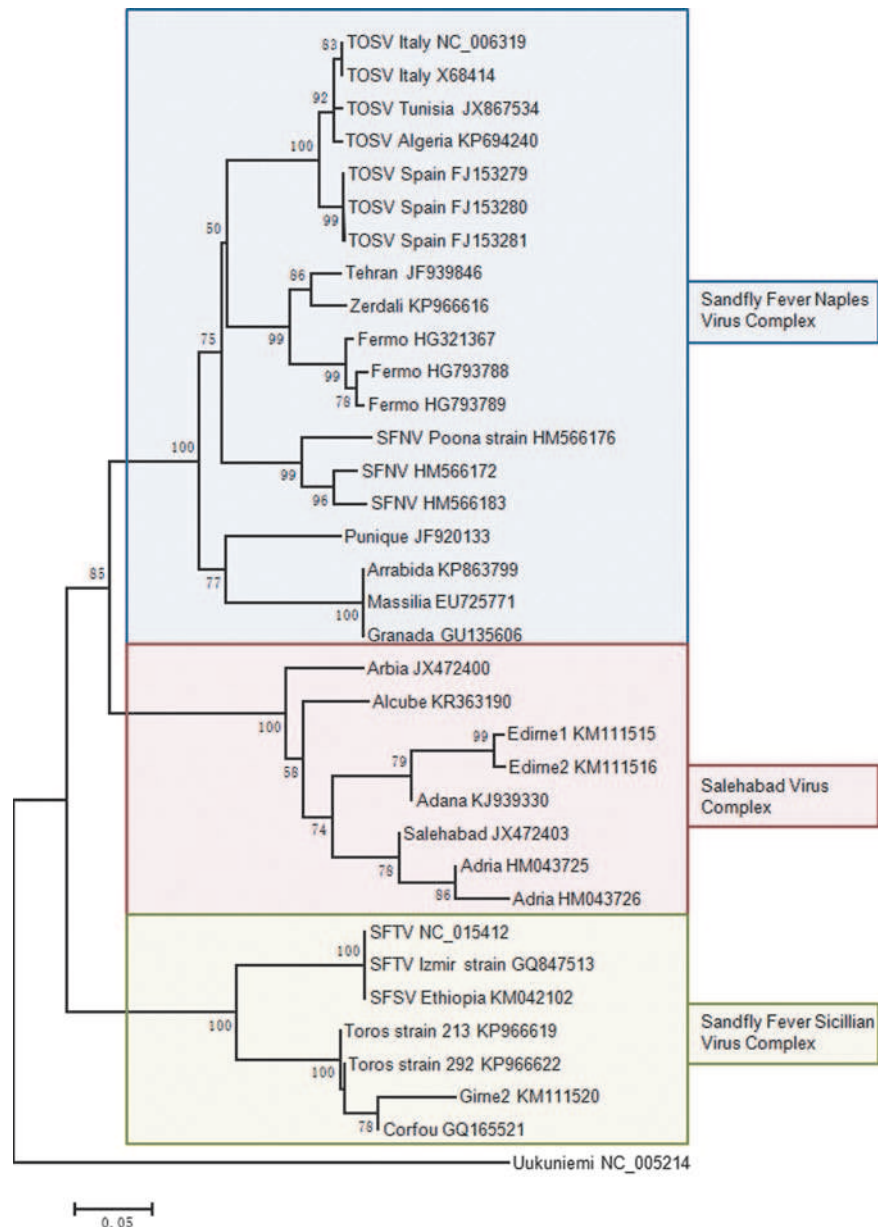 83
TOSV Italy NC_006319
TOSV Italy X68414
92
TOSV Tunisia JX867534
TOSV Algeria KP694240
100
TOSV Spain FJ153279
TOSV Spain FJ153280
99
TOSV Spain FJ153281
50
86
Tehran JF939846
Zerdali KP966616
99
Fermo HG321367
99
Fermo HG793788
78
Fermo HG793789
75
SFNV Poona strain HM566176
99
SFNV HM566172
96
SFNV HM566183
100
Punique JF920133
77
Arrabida KP863799
Massilia EU725771
100
Granada GU135606
Sandfly Fever Naples
Virus Complex
85
Arbia JX472400
100
Alcube KR363190
58
99
Edirne1 KM111515
Edirne2 KM111516
79
Adana KJ939330
74
Salehabad JX472403
78
Adria HM043725
86
Adria HM043726
Salehabad Virus
Complex
SFTV NC_015412
100
SFTV Izmir strain GQ847513
SFSV Ethiopia KM042102
100
Toros strain 213 KP966619
100
Toros strain 292 KP966622
Girne2 KM111520
78
Corfou GQ165521
Sandfly Fever Sicillian
Virus Complex
Uukuniemi NC_005214
0.05